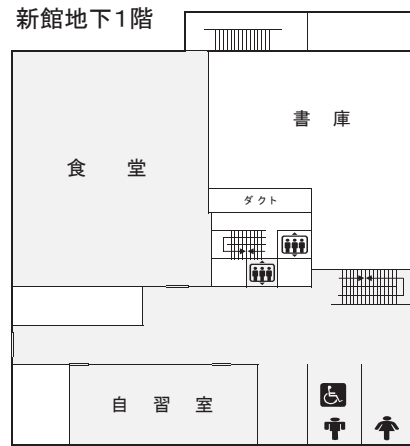 新館地下1階
書庫
食堂
ダクト
自習室